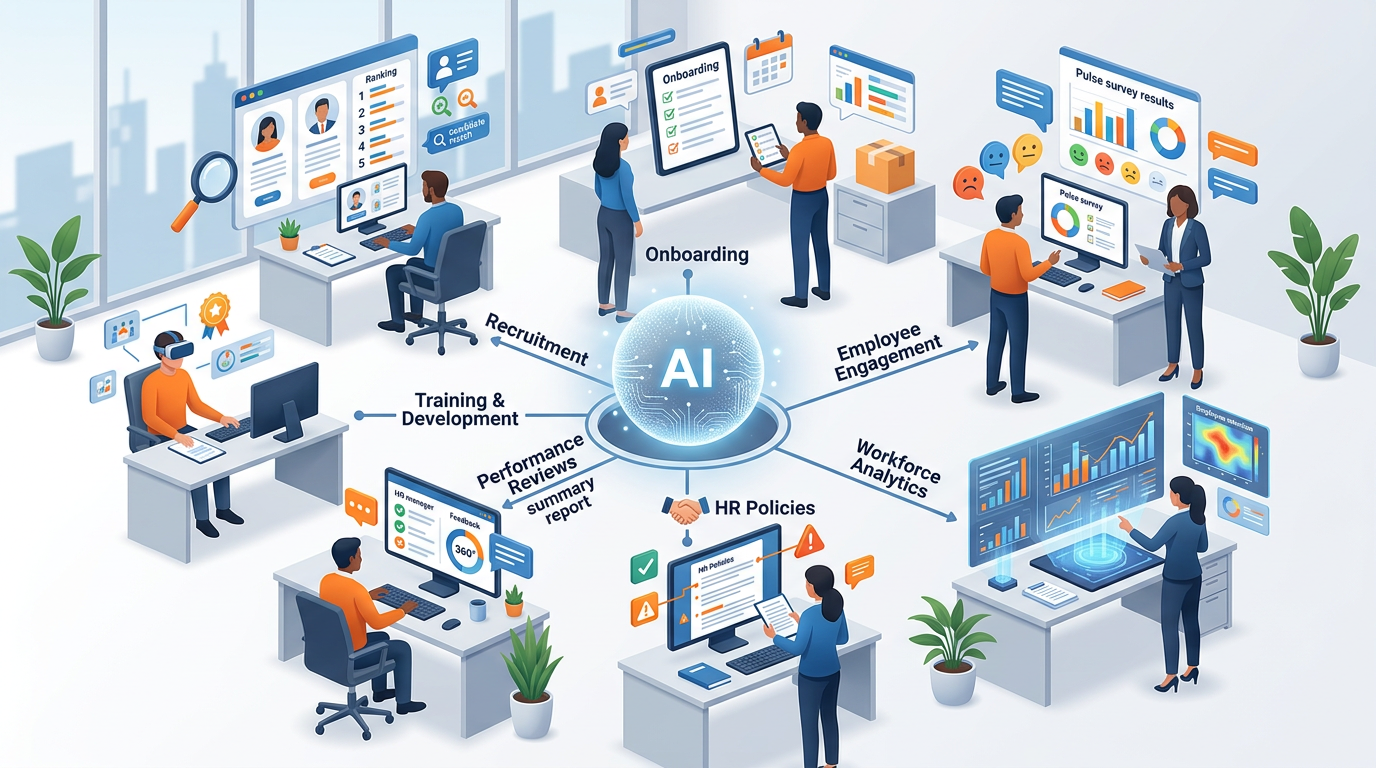 Ranking
1
2
3
4
5
Onboarding
Pulse survey results
Pulse survey
Onboarding
Recruitment
AI
Employee
Engagement
Training &
Development
Performance
Reviews
summary
report
Workforce
Analytics
HR Policies
HR manager
Feedback
360°